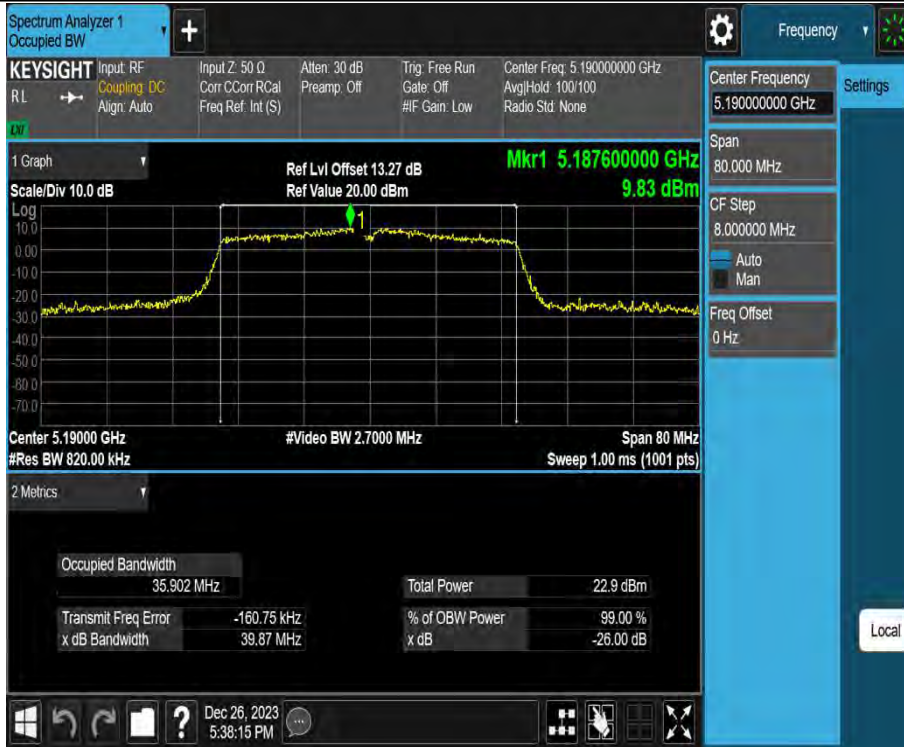 Spectrum Analyzer 1
Occupied BW
+
Frequency
KEYSIGHT
RL
Input: RF
Coupling: DC
Align: Auto
Input Z: 50 Ω
Corr CCorr RCal
Freq Ref: Int (S)
Atten: 30 dB
Preamp: Off
Trig: Free Run
Gate: Off
#IF Gain: Low
Center Freq: 5.190000000 GHz
Avg|Hold: 100/100
Radio Std: None
LXI
Center Frequency
5.190000000 GHz
Settings
Span
80.000 MHz
CF Step
8.000000 MHz
Auto
Man
Freq Offset
0 Hz
1 Graph
Scale/Div 10.0 dB
Ref Lvl Offset 13.27 dB
Ref Value 20.00 dBm
Mkr1 5.187600000 GHz
9.83 dBm
Log
10.0
0.00
-10.0
-20.0
-30.0
-40.0
-50.0
-60.0
-70.0
1
Center 5.19000 GHz
#Video BW 2.7000 MHz
Span 80 MHz
#Res BW 820.00 kHz
Sweep 1.00 ms (1001 pts)
2 Metrics
Occupied Bandwidth
35.902 MHz
Total Power 22.9 dBm
Transmit Freq Error -160.75 kHz
% of OBW Power 99.00 %
x dB Bandwidth 39.87 MHz
x dB -26.00 dB
Local
?
Dec 26, 2023
5:38:15 PM